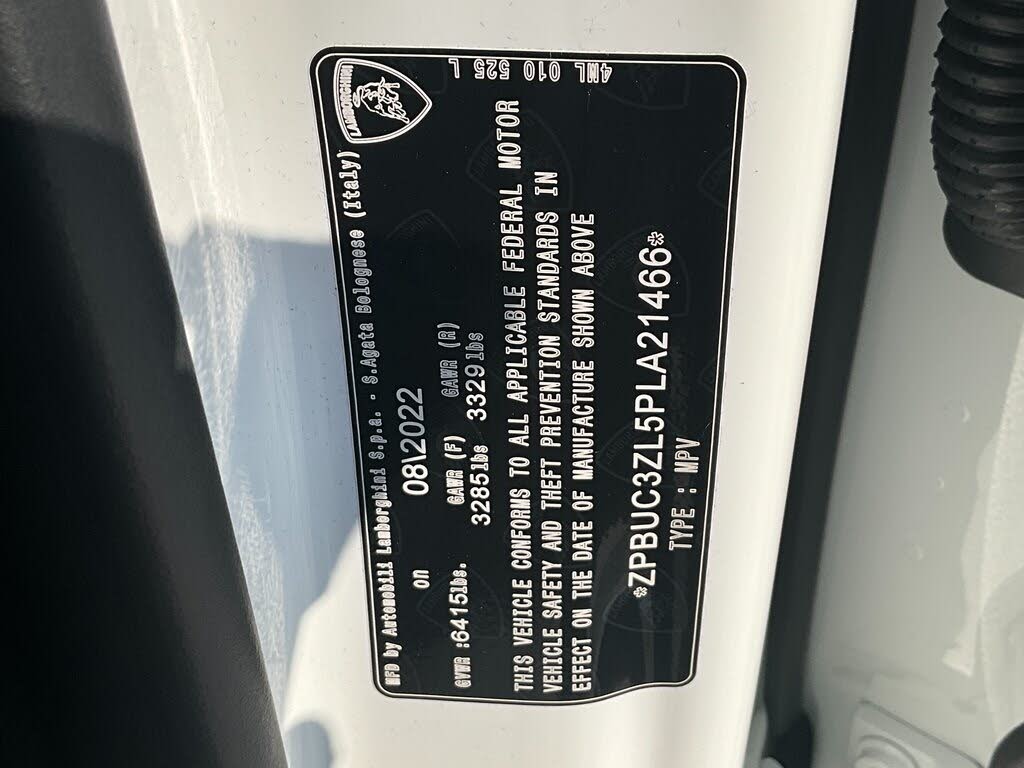 LAMBORGHINI
4ML 010 525 L
MFD by Automobili Lamborghini S.p.a. - S.Agata Bolognese (Italy)
on 08\2022
GVWR :6415lbs. GAWR (F) GAWR (R)
3285lbs 3329lbs
THIS VEHICLE CONFORMS TO ALL APPLICABLE FEDERAL MOTOR
VEHICLE SAFETY AND THEFT PREVENTION STANDARDS IN
EFFECT ON THE DATE OF MANUFACTURE SHOWN ABOVE
*ZPBUC3ZL5PLA21466*
TYPE : MPV